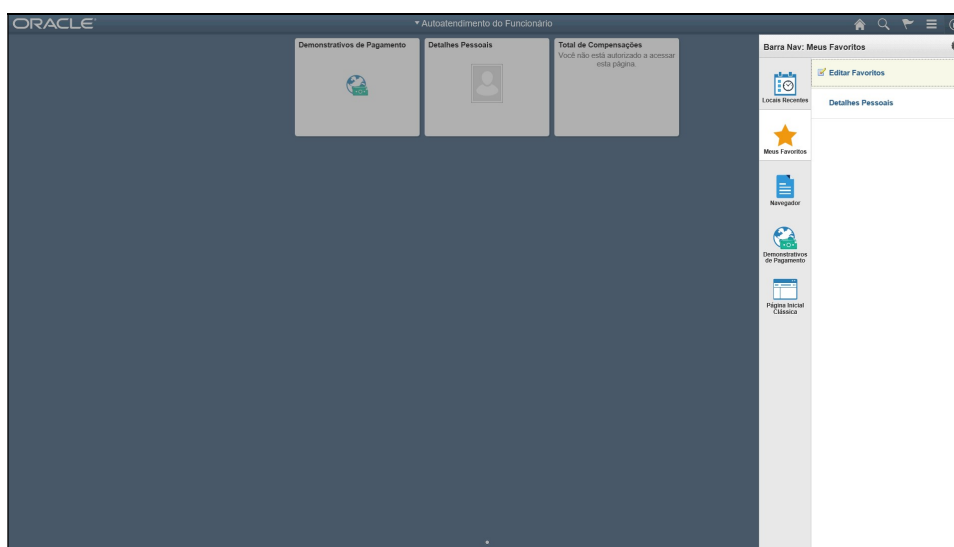 ORACLE
Autoatendimento do Funcionário
Demonstrativos de Pagamento
Detalhes Pessoais
Total de Compensações
Você não está autorizado a acessar
esta página.
Barra Nav: Meus Favoritos
Locais Recentes
Meus Favoritos
Navegador
Demonstrativos
de Pagamento
Página Inicial
Clássica
Editar Favoritos
Detalhes Pessoais